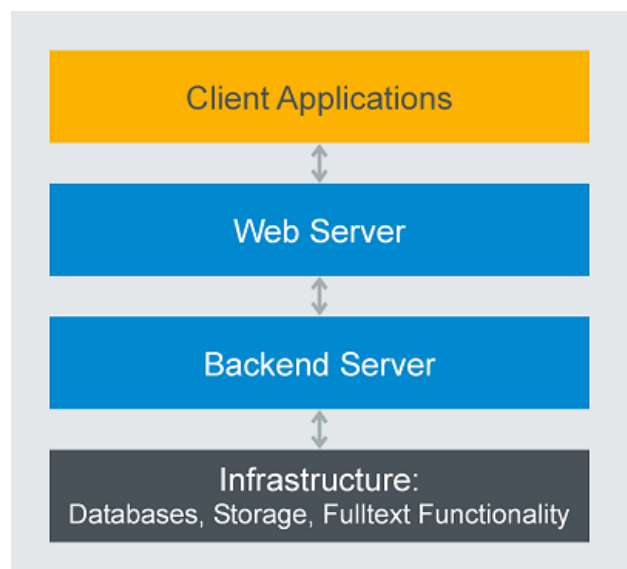 Client Applications
Web Server
Backend Server
Infrastructure:
Databases, Storage, Fulltext Functionality